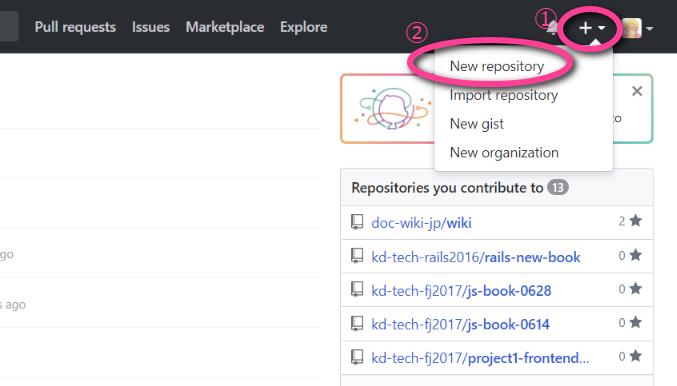 Pull requests Issues Marketplace Explore
①
②
New repository
Import repository
New gist
New organization
Repositories you contribute to 13
doc-wiki-jp/wiki 2
kd-tech-rails2016/rails-new-book 0
kd-tech-fj2017/js-book-0628 0
kd-tech-fj2017/js-book-0614 0
kd-tech-fj2017/project1-frontend... 0
go
s ago